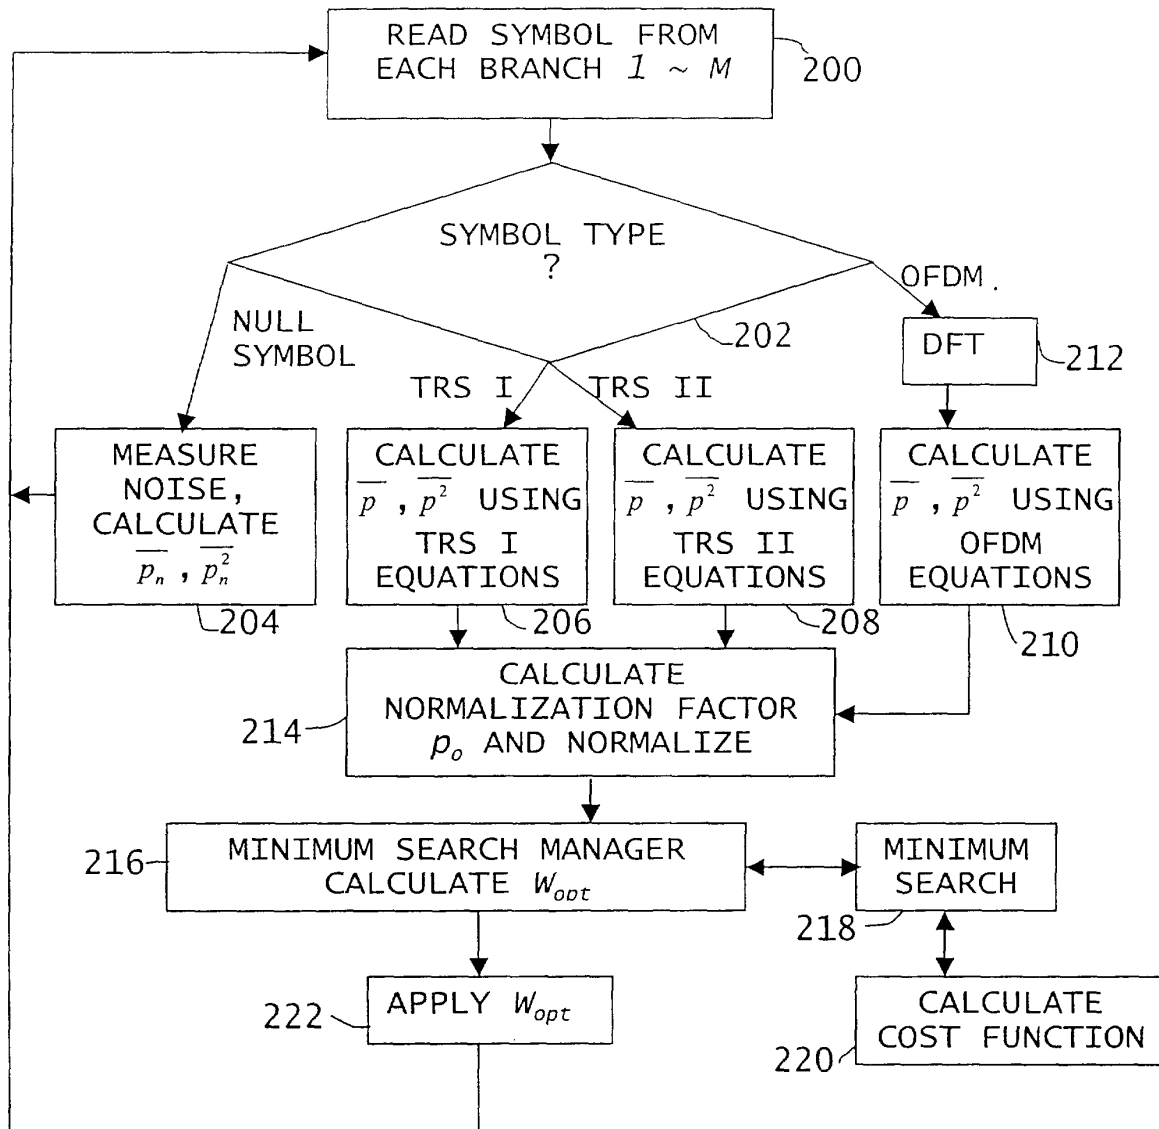 READ SYMBOL FROM
EACH BRANCH 1 ~ M
200
SYMBOL TYPE
?
202
OFDM.
NULL
SYMBOL
TRS I
TRS II
DFT
212
MEASURE
NOISE,
CALCULATE
p̅ₙ , p̅ₙ²
204
CALCULATE
p̅ , p̅² USING
TRS I
EQUATIONS
206
CALCULATE
p̅ , p̅² USING
TRS II
EQUATIONS
208
CALCULATE
p̅ , p̅² USING
OFDM
EQUATIONS
210
CALCULATE
NORMALIZATION FACTOR
pₒ AND NORMALIZE
214
MINIMUM SEARCH MANAGER
CALCULATE W_opt
216
MINIMUM
SEARCH
218
APPLY W_opt
222
CALCULATE
COST FUNCTION
220